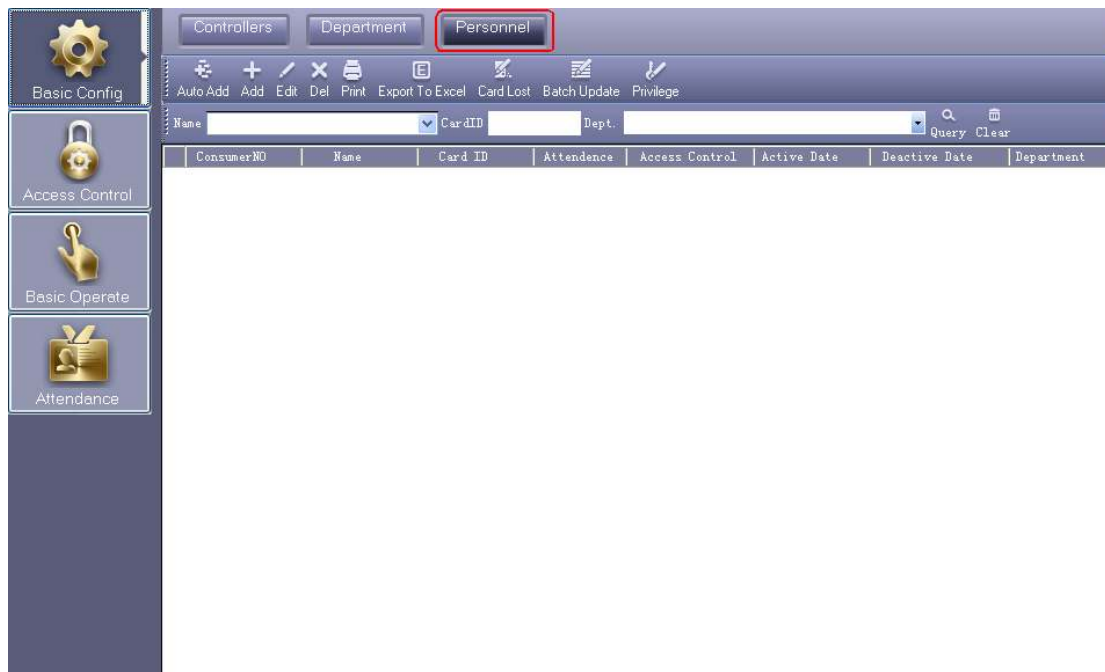 Controllers Department Personnel
Basic Config
Auto Add Add Edit Del Print Export To Excel Card Lost Batch Update Privilege
Name CardID Dept. Query Clear
ConsumerNO Name Card ID Attendence Access Control Active Date Deactive Date Department
Access Control
Basic Operate
Attendance